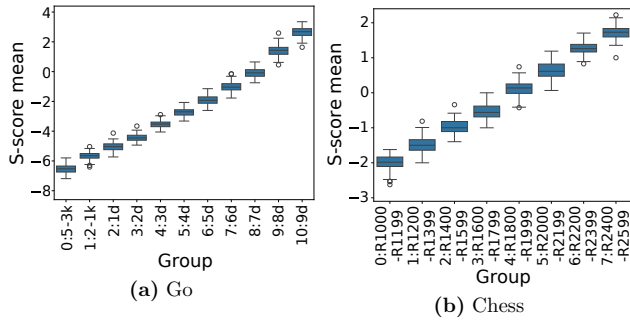 S-score mean
4
2
0
−2
−4
−6
−8
0:5-3k
1:2-1k
2:1d
3:2d
4:3d
5:4d
6:5d
7:6d
8:7d
9:8d
10:9d
Group
(a) Go
S-score mean
2
1
0
−1
−2
−3
0:R1000
-R1199
1:R1200
-R1399
2:R1400
-R1599
3:R1600
-R1799
4:R1800
-R1999
5:R2000
-R2199
6:R2200
-R2399
7:R2400
-R2599
Group
(b) Chess